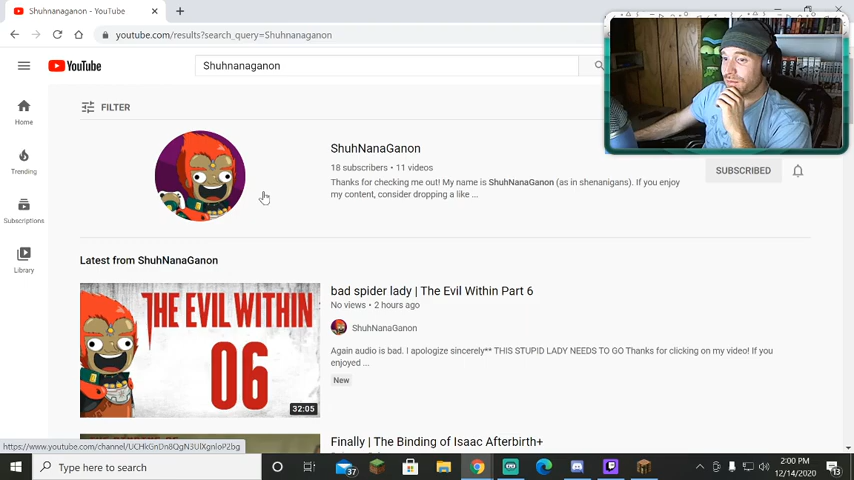 Shuhnanaganon - YouTube
youtube.com/results?search_query=Shuhnanaganon
YouTube
Shuhnanaganon
Home
Trending
Subscriptions
Library
FILTER
ShuhNanaGanon
18 subscribers • 11 videos
Thanks for checking me out! My name is ShuhNanaGanon (as in shenanigans). If you enjoy
my content, consider dropping a like ...
SUBSCRIBED
Latest from ShuhNanaGanon
THE EVIL WITHIN
06
32:05
bad spider lady | The Evil Within Part 6
No views • 2 hours ago
ShuhNanaGanon
Again audio is bad. I apologize sincerely** THIS STUPID LADY NEEDS TO GO Thanks for clicking on my video! If you
enjoyed ...
New
Finally | The Binding of Isaac Afterbirth+
https://www.youtube.com/channel/UCHkGnDn8QgN3UlXgnloP2bg
Type here to search
37
2:00 PM
12/14/2020
13